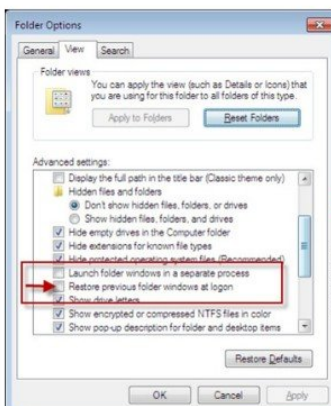 Folder Options
General View Search
Folder views
You can apply the view (such as Details or Icons) that
you are using for this folder to all folders of this type.
Apply to Folders Reset Folders
Advanced settings:
Display the full path in the title bar (Classic theme only)
Hidden files and folders
Don't show hidden files, folders, or drives
Show hidden files, folders, and drives
Hide empty drives in the Computer folder
Hide extensions for known file types
Hide protected operating system files (Recommended)
Launch folder windows in a separate process
Restore previous folder windows at logon
Show drive letters
Show encrypted or compressed NTFS files in color
Show pop-up description for folder and desktop items
Restore Defaults
OK Cancel Apply